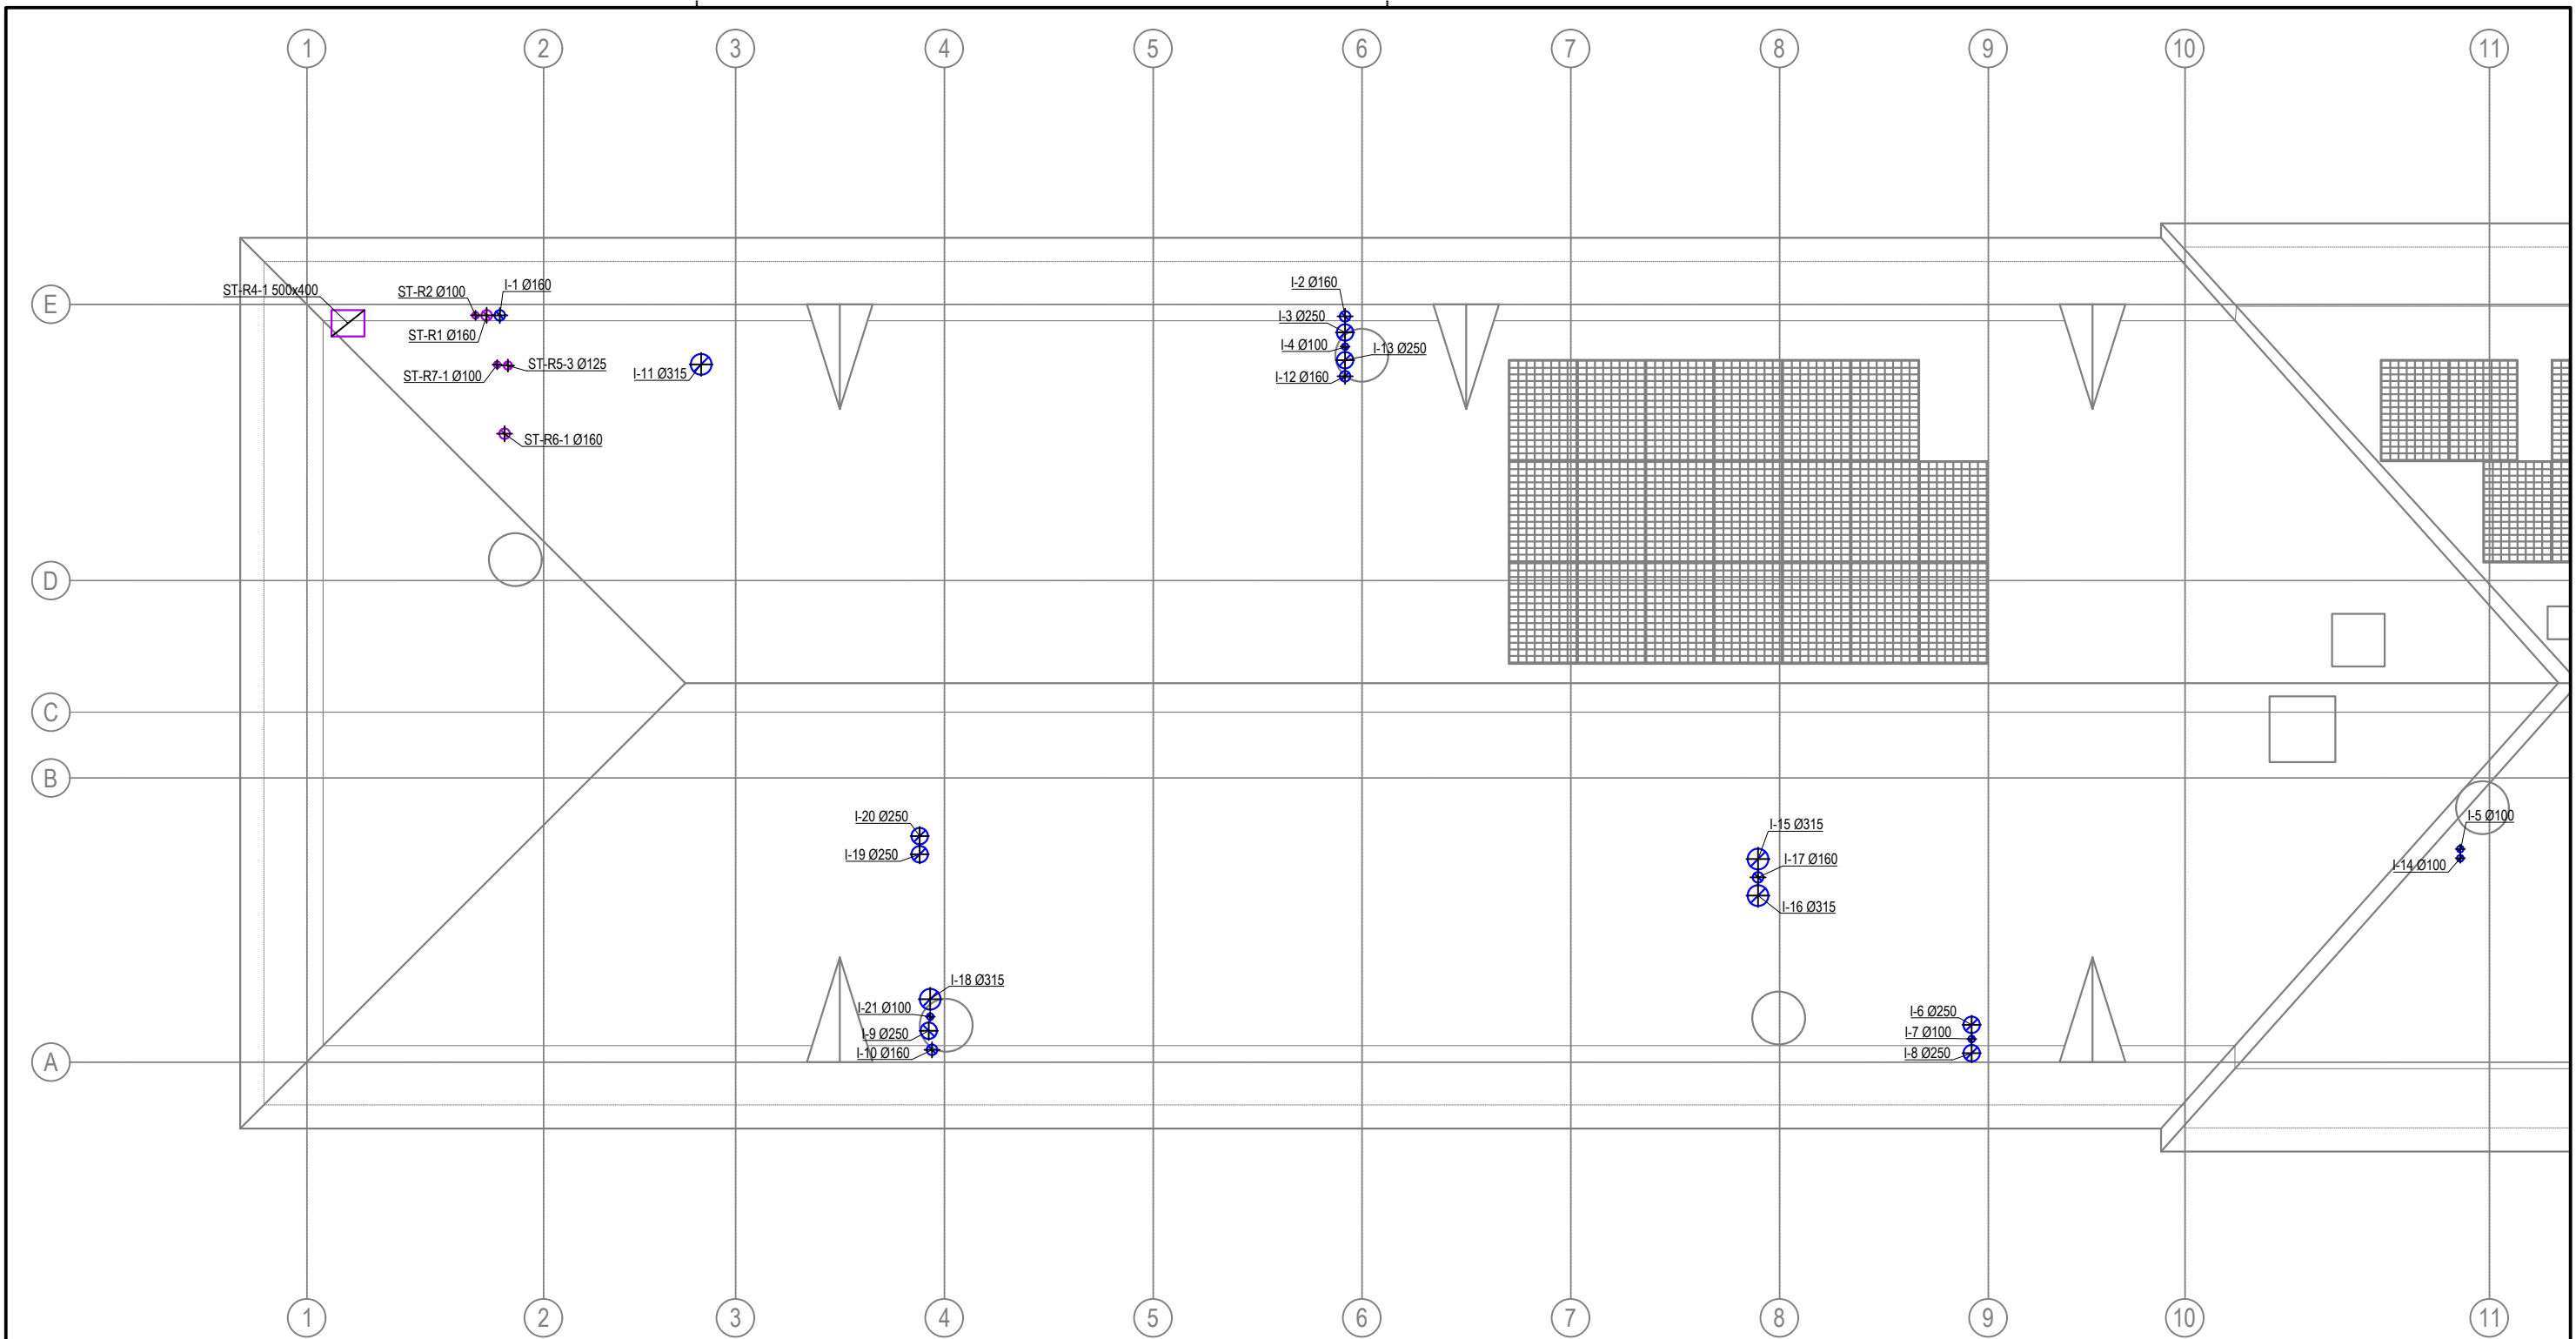 1 2 3 4 5 6 7 8 9 10 11
I-2 Ø160
ST-R4-1 500x400
ST-R2 Ø100
I-1 Ø160
E
I-3 Ø250
ST-R1 Ø160
I-4 Ø100
I-13 Ø250
ST-R5-3 Ø125
ST-R7-1 Ø100
I-11 Ø315
I-12 Ø160
ST-R6-1 Ø160
D
C
B
I-20 Ø250
I-5 Ø100
I-15 Ø315
I-19 Ø250
I-17 Ø160
I-14 Ø100
I-16 Ø315
I-18 Ø315
I-21 Ø100
I-6 Ø250
I-9 Ø250
I-7 Ø100
I-10 Ø160
I-8 Ø250
A
1 2 3 4 5 6 7 8 9 10 11